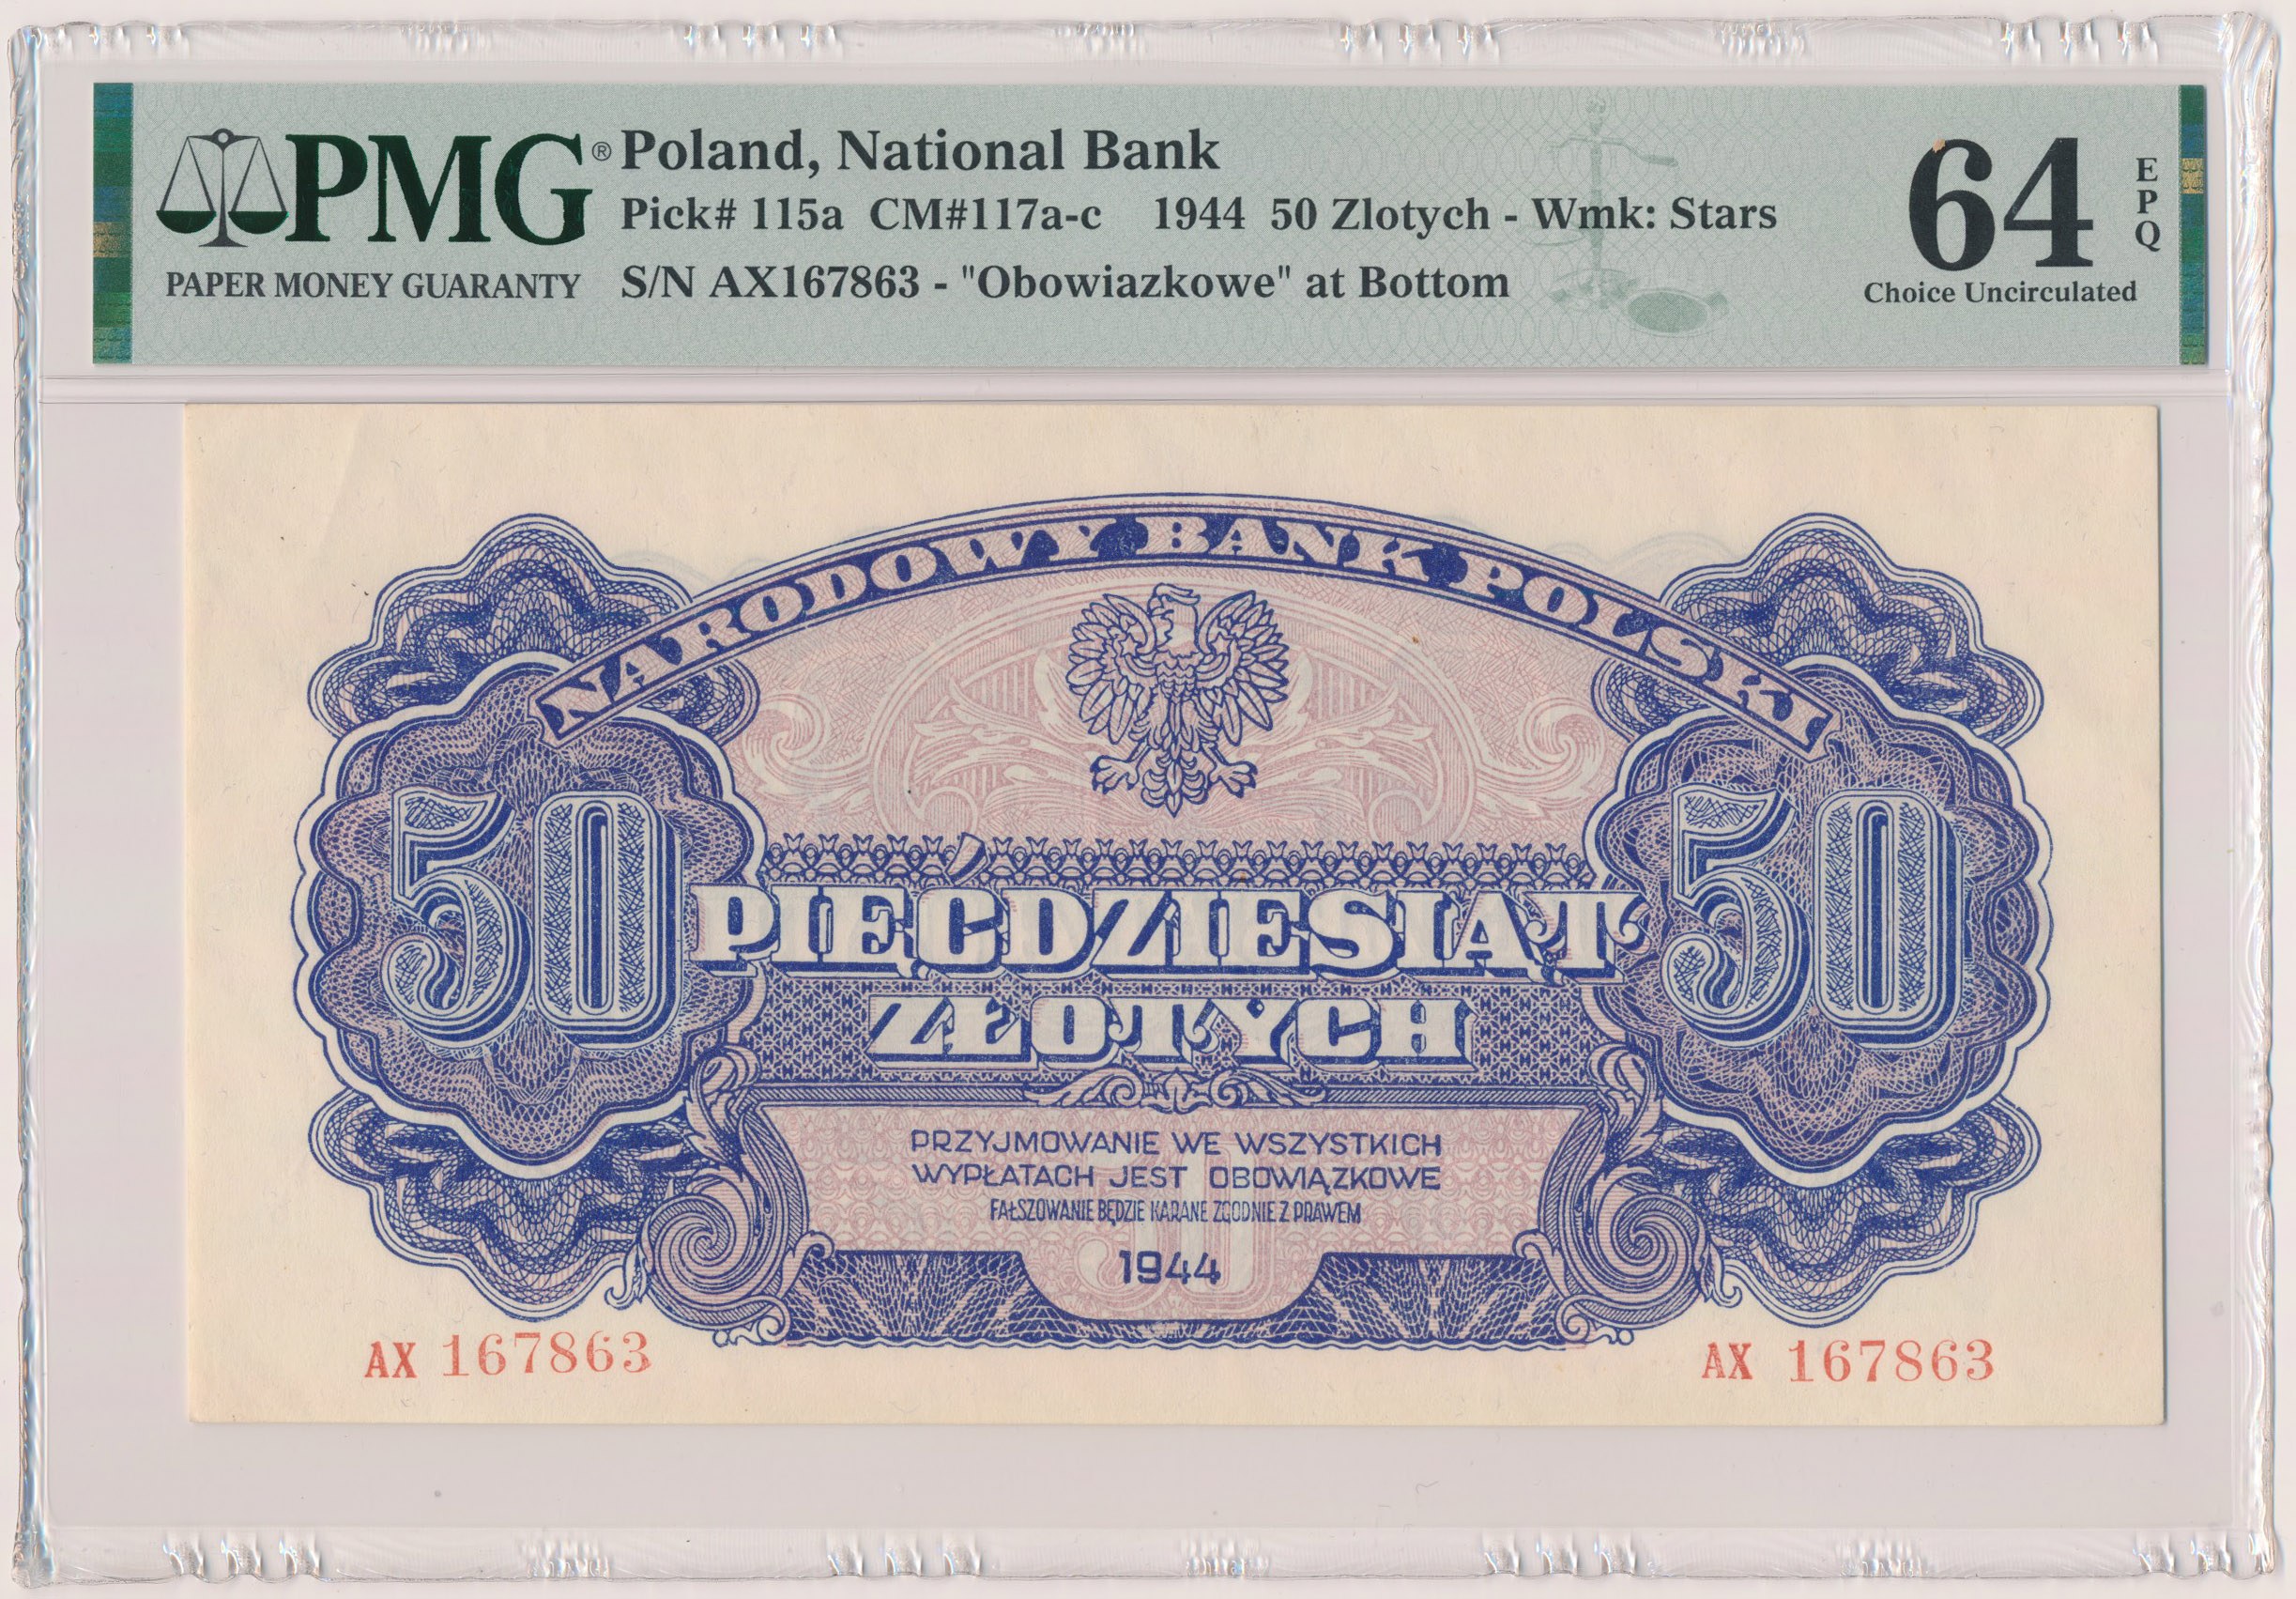 PMG® Poland, National Bank
Pick# 115a CM#117a-c 1944 50 Zlotych - Wmk: Stars
PAPER MONEY GUARANTY S/N AX167863 - "Obowiazkowe" at Bottom
64 EPQ
Choice Uncirculated
NARODOWY BANK POLSKI
50 50
PIĘĆDZIESIĄT
ZŁOTYCH
PRZYJMOWANIE WE WSZYSTKICH
WYPŁATACH JEST OBOWIĄZKOWE
FAŁSZOWANIE BĘDZIE KARANE ZGODNIE Z PRAWEM
50
1944
AX 167863 AX 167863